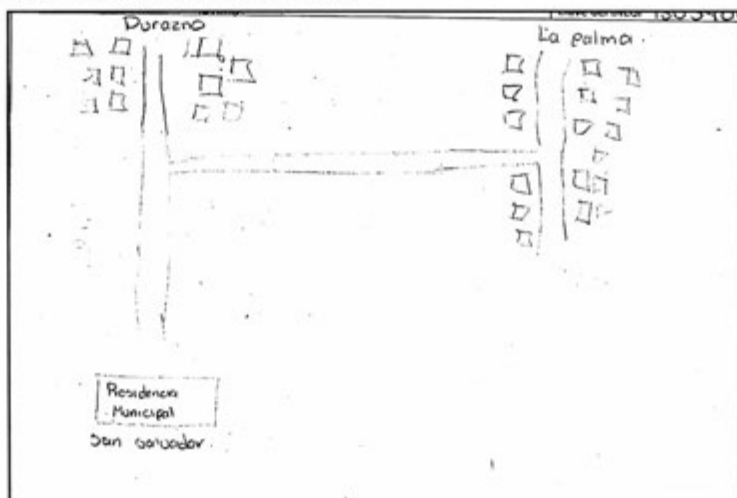 Durazno
La palma.
Residencia
Municipal
San salvador.